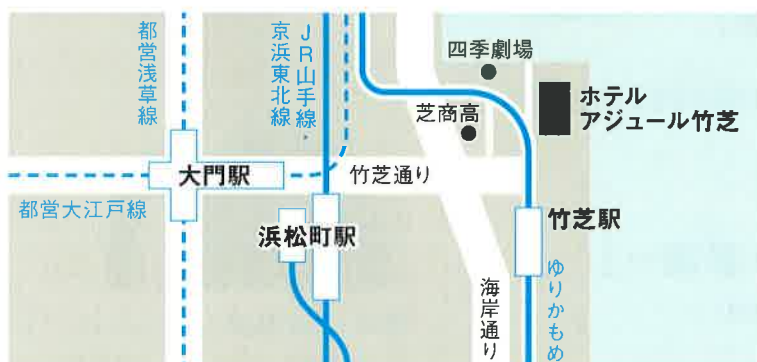 都営浅草線
京浜東北線
JR山手線
四季劇場
芝商高
ホテル
アジュール竹芝
大門駅
竹芝通り
都営大江戸線
浜松町駅
竹芝駅
海岸通り
ゆりかもめ